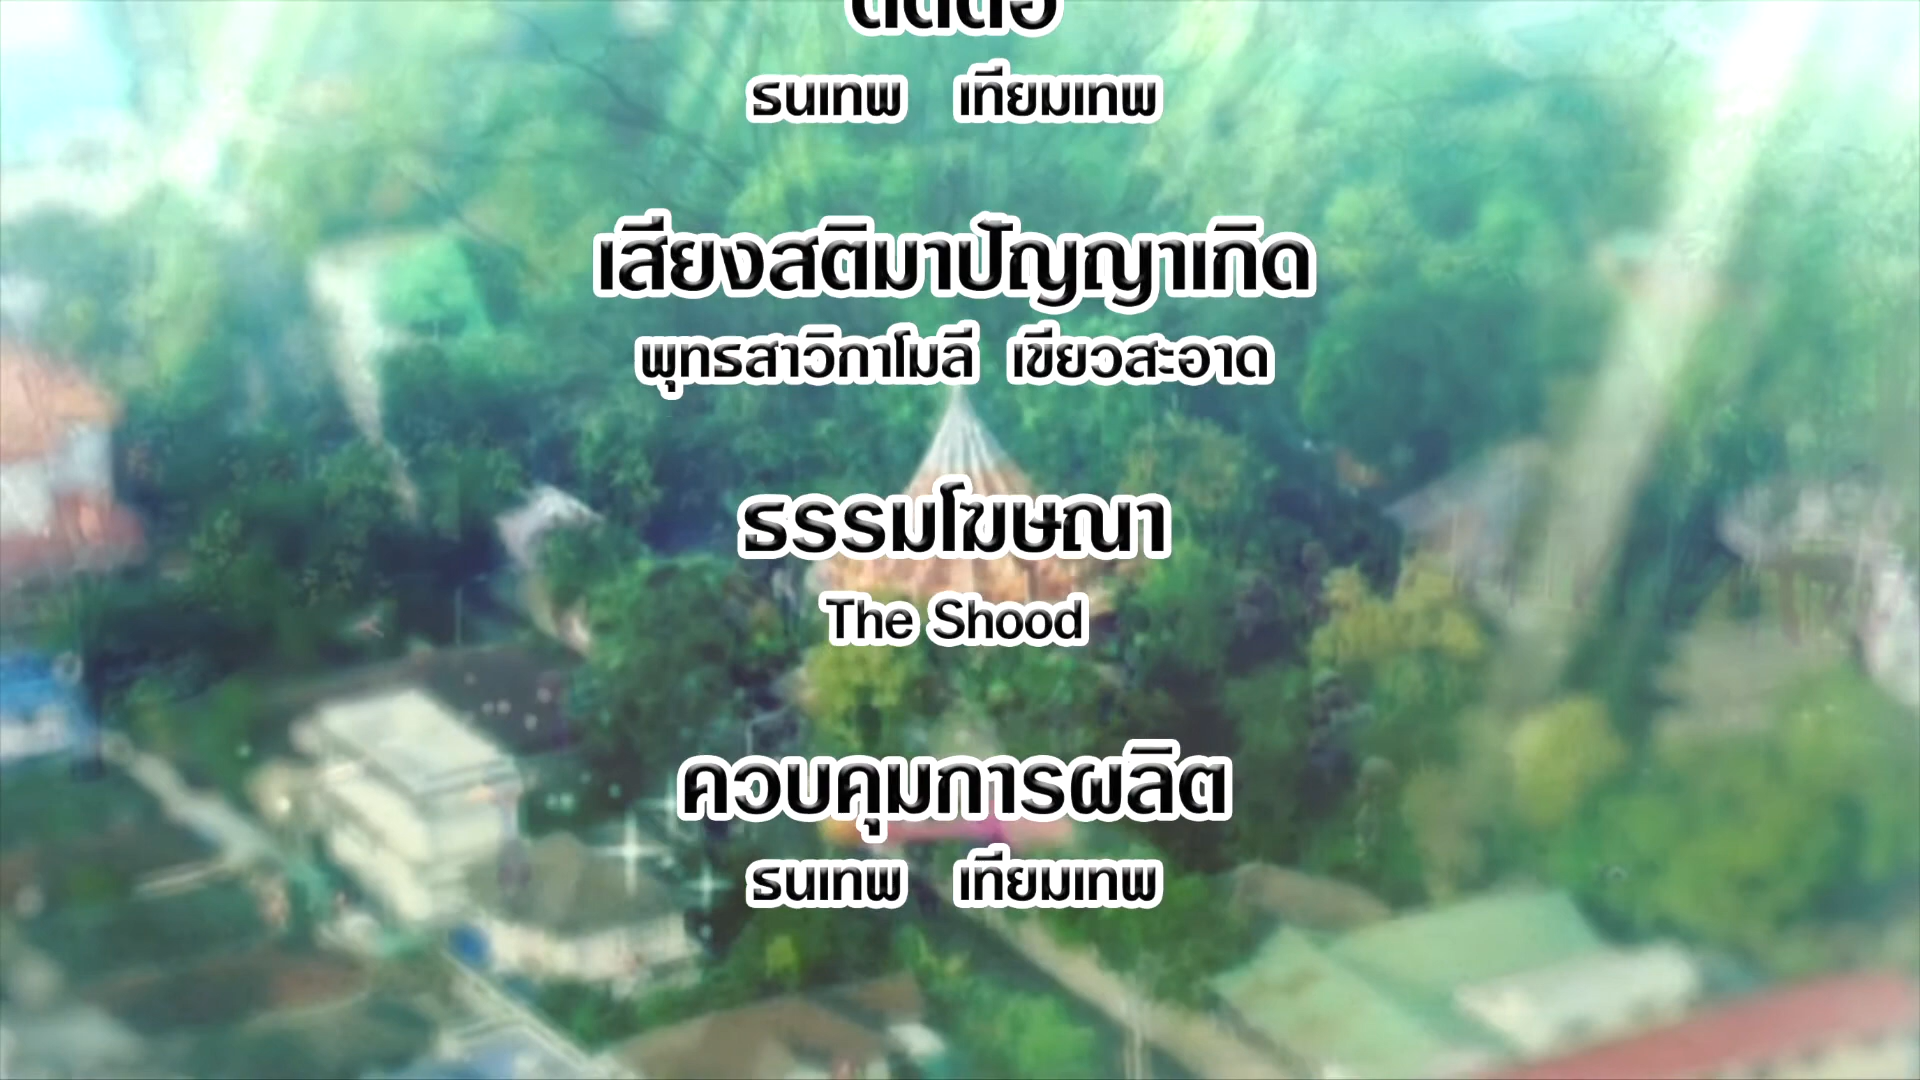 ธนเทพ เทียมเทพ
เสียงสติมาปัญญาเกิด
พุทธสาวิกาโมลี เขียวสะอาด
ธรรมโฆษณา
The Shood
ควบคุมการผลิต
ธนเทพ เทียมเทพ